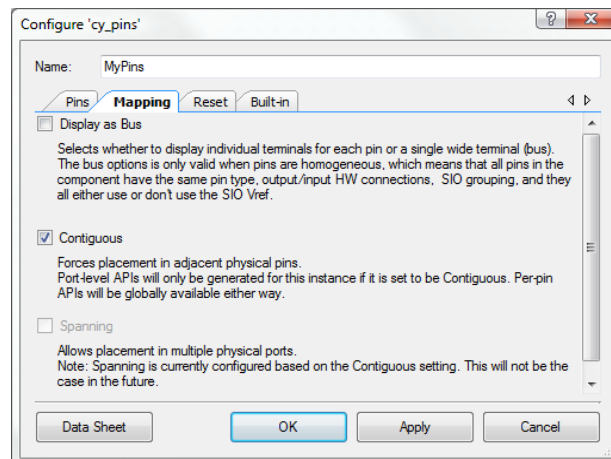 Configure 'cy_pins'
Name: MyPins
Pins Mapping Reset Built-in
Display as Bus
Selects whether to display individual terminals for each pin or a single wide terminal (bus).
The bus options is only valid when pins are homogeneous, which means that all pins in the
component have the same pin type, output/input HW connections, SIO grouping, and they
all either use or don't use the SIO Vref.
Contiguous
Forces placement in adjacent physical pins.
Port-level APIs will only be generated for this instance if it is set to be Contiguous. Per-pin
APIs will be globally available either way.
Spanning
Allows placement in multiple physical ports.
Note: Spanning is currently configured based on the Contiguous setting. This will not be the
case in the future.
Data Sheet OK Apply Cancel